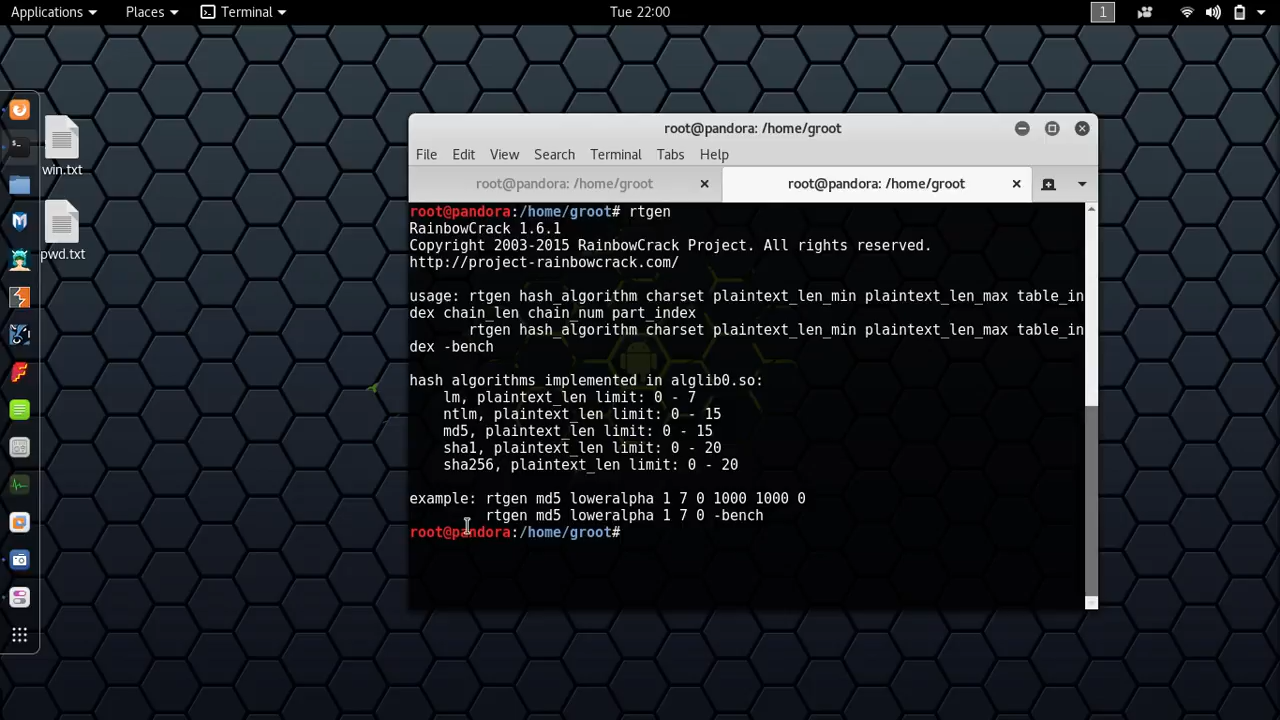 Applications Places Terminal Tue 22:00 1
win.txt
pwd.txt
root@pandora: /home/groot
File Edit View Search Terminal Tabs Help
root@pandora: /home/groot root@pandora: /home/groot
root@pandora:/home/groot# rtgen
RainbowCrack 1.6.1
Copyright 2003-2015 RainbowCrack Project. All rights reserved.
http://project-rainbowcrack.com/
usage: rtgen hash_algorithm charset plaintext_len_min plaintext_len_max table_in
dex chain_len chain_num part_index
rtgen hash_algorithm charset plaintext_len_min plaintext_len_max table_in
dex -bench
hash algorithms implemented in alglib0.so:
lm, plaintext_len limit: 0 - 7
ntlm, plaintext_len limit: 0 - 15
md5, plaintext_len limit: 0 - 15
sha1, plaintext_len limit: 0 - 20
sha256, plaintext_len limit: 0 - 20
example: rtgen md5 loweralpha 1 7 0 1000 1000 0
rtgen md5 loweralpha 1 7 0 -bench
root@pandora:/home/groot#